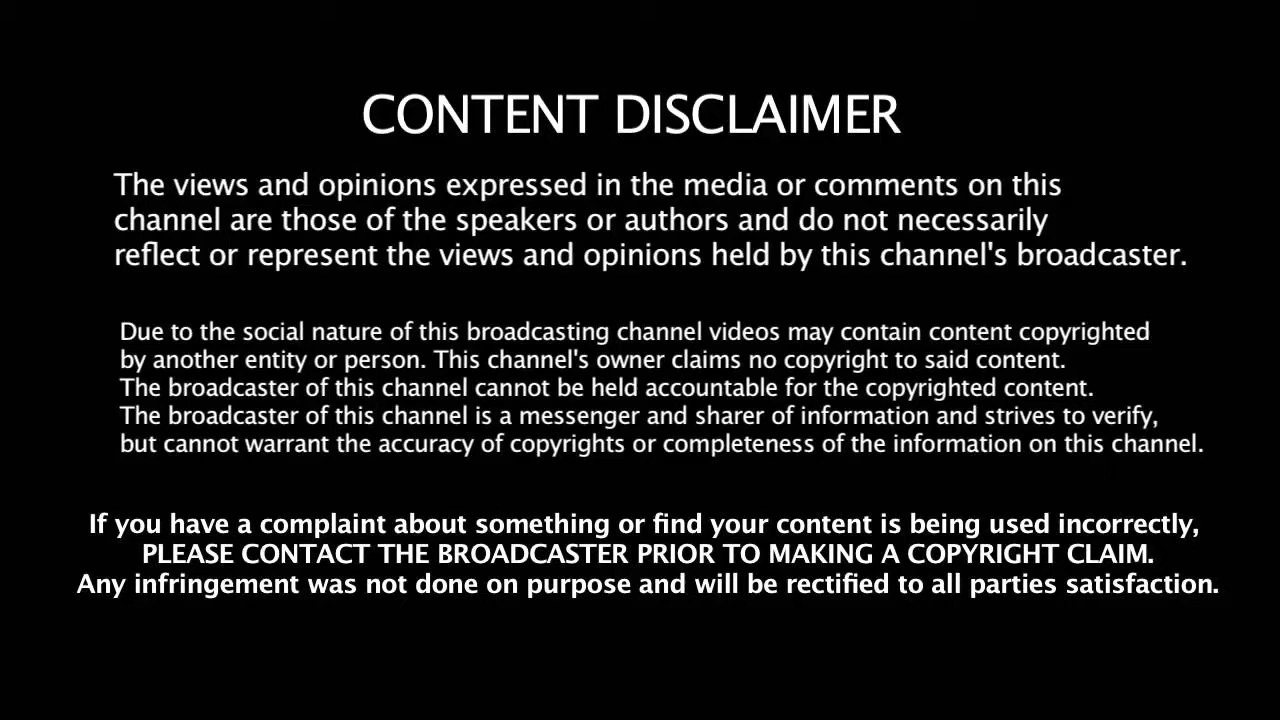 CONTENT DISCLAIMER
The views and opinions expressed in the media or comments on this
channel are those of the speakers or authors and do not necessarily
reflect or represent the views and opinions held by this channel's broadcaster.
Due to the social nature of this broadcasting channel videos may contain content copyrighted
by another entity or person. This channel's owner claims no copyright to said content.
The broadcaster of this channel cannot be held accountable for the copyrighted content.
The broadcaster of this channel is a messenger and sharer of information and strives to verify,
but cannot warrant the accuracy of copyrights or completeness of the information on this channel.
If you have a complaint about something or find your content is being used incorrectly,
PLEASE CONTACT THE BROADCASTER PRIOR TO MAKING A COPYRIGHT CLAIM.
Any infringement was not done on purpose and will be rectified to all parties satisfaction.